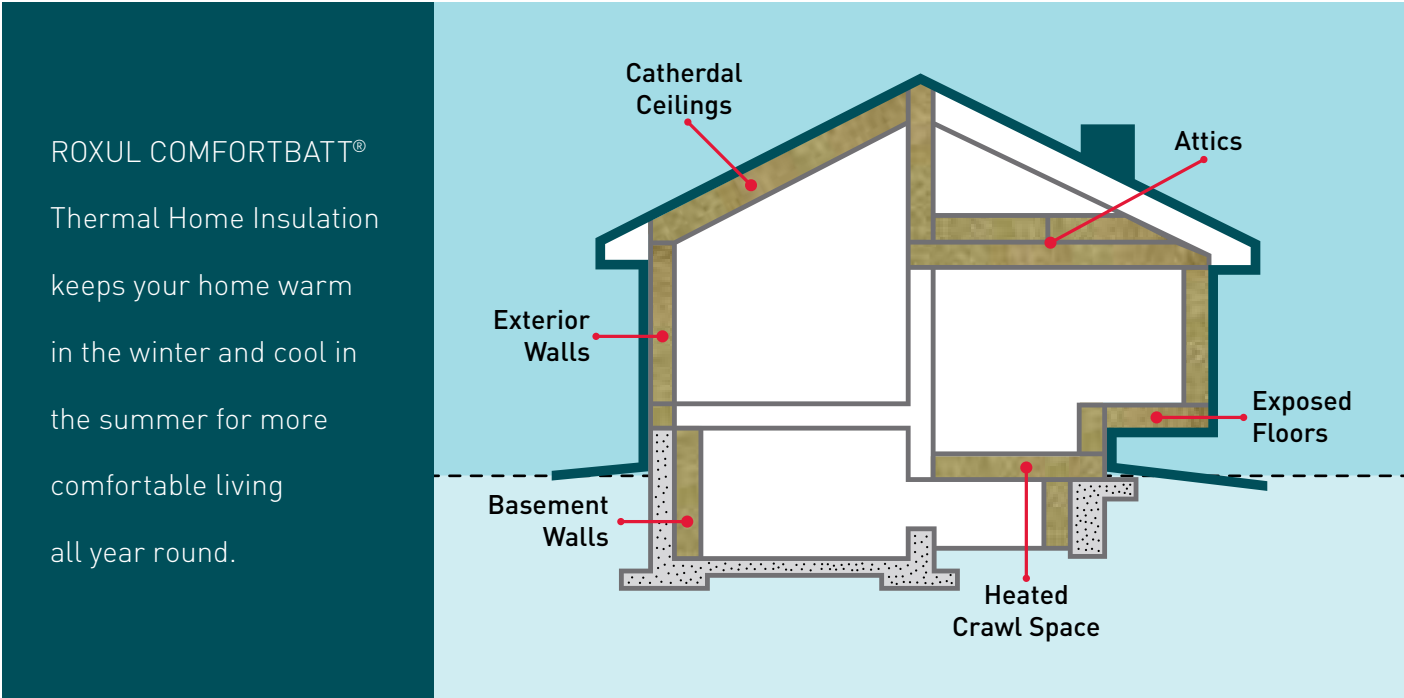 ROXUL COMFORTBATT®
Thermal Home Insulation
keeps your home warm
in the winter and cool in
the summer for more
comfortable living
all year round.
Catherdal
Ceilings
Attics
Exterior
Walls
Exposed
Floors
Basement
Walls
Heated
Crawl Space